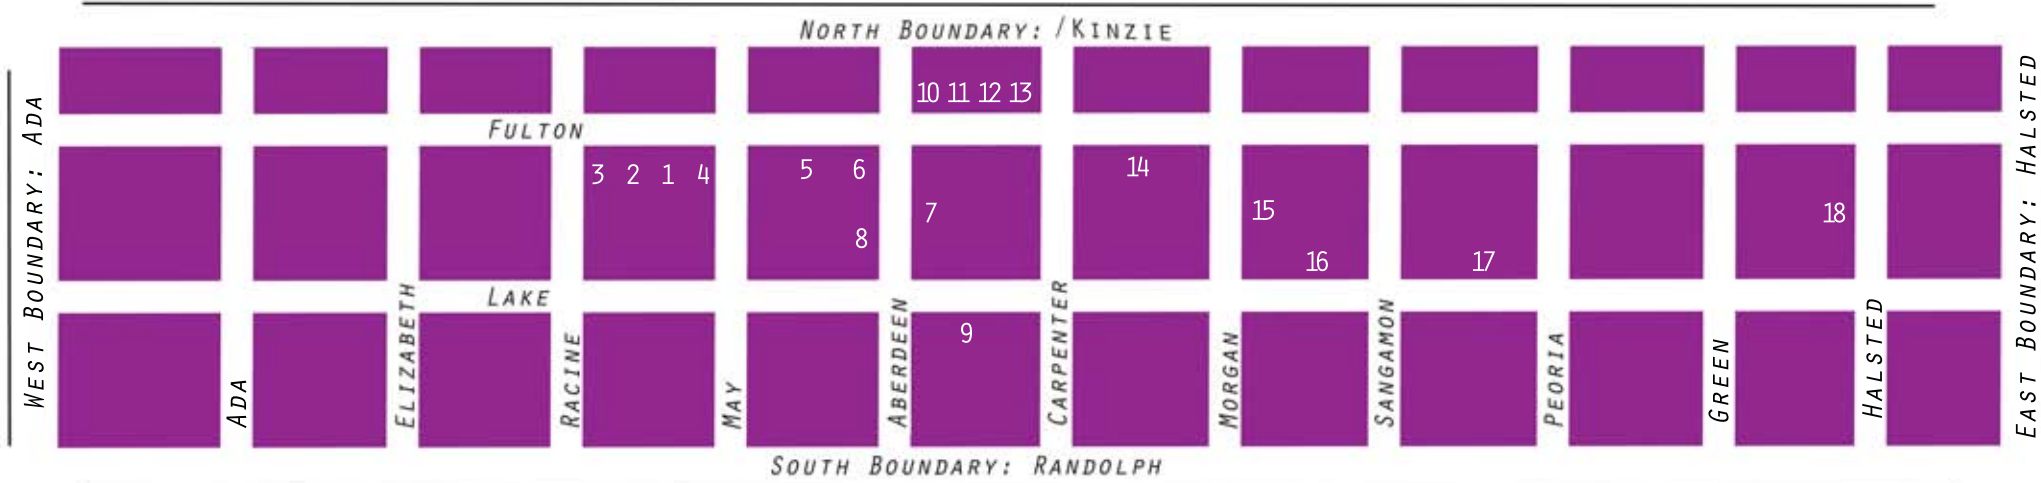 NORTH BOUNDARY: /KINZIE
WEST BOUNDARY: ADA
EAST BOUNDARY: HALSTED
10 11 12 13
FULTON
3 2 1 4
5 6
7
8
14
15
16
17
18
LAKE
9
ADA
ELIZABETH
RACINE
MAY
ABERDEEN
CARPENTER
MORGAN
SANGAMON
PEORIA
GREEN
HALSTED
SOUTH BOUNDARY: RANDOLPH